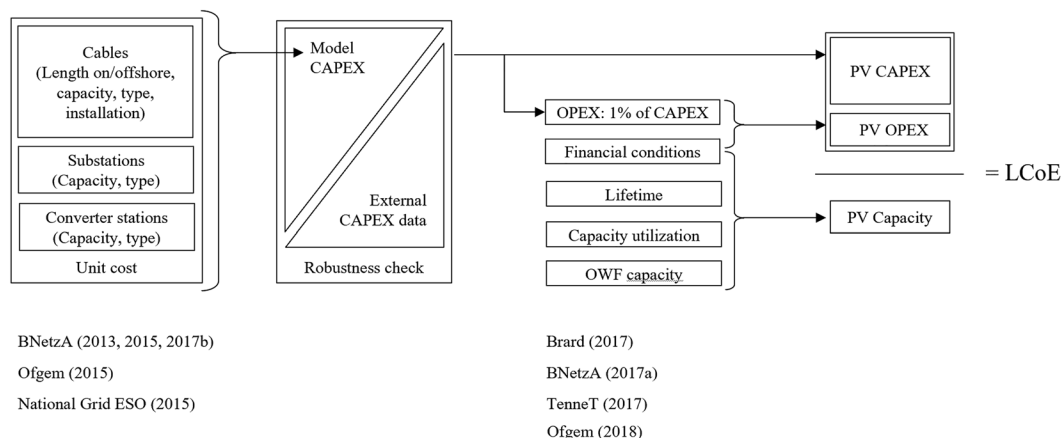 Cables
(Length on/offshore,
capacity, type,
installation)
Substations
(Capacity, type)
Converter stations
(Capacity, type)
Unit cost
Model
CAPEX
External
CAPEX data
Robustness check
OPEX: 1% of CAPEX
Financial conditions
Lifetime
Capacity utilization
OWF capacity
PV CAPEX
PV OPEX
= LCoE
PV Capacity
BNetzA (2013, 2015, 2017b)
Ofgem (2015)
National Grid ESO (2015)
Brard (2017)
BNetzA (2017a)
TenneT (2017)
Ofgem (2018)